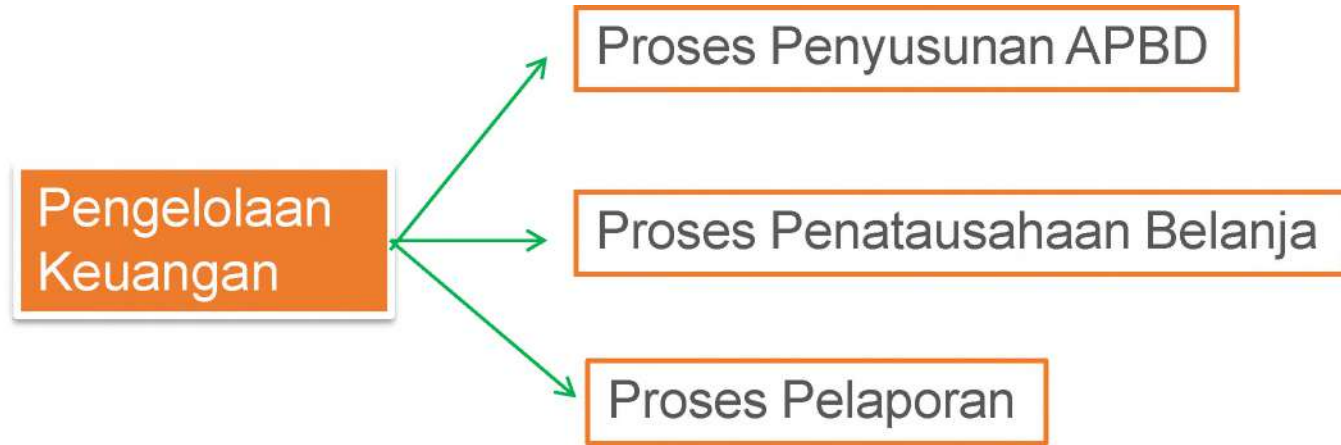 Proses Penyusunan APBD
Pengelolaan
Keuangan
Proses Penatausahaan Belanja
Proses Pelaporan